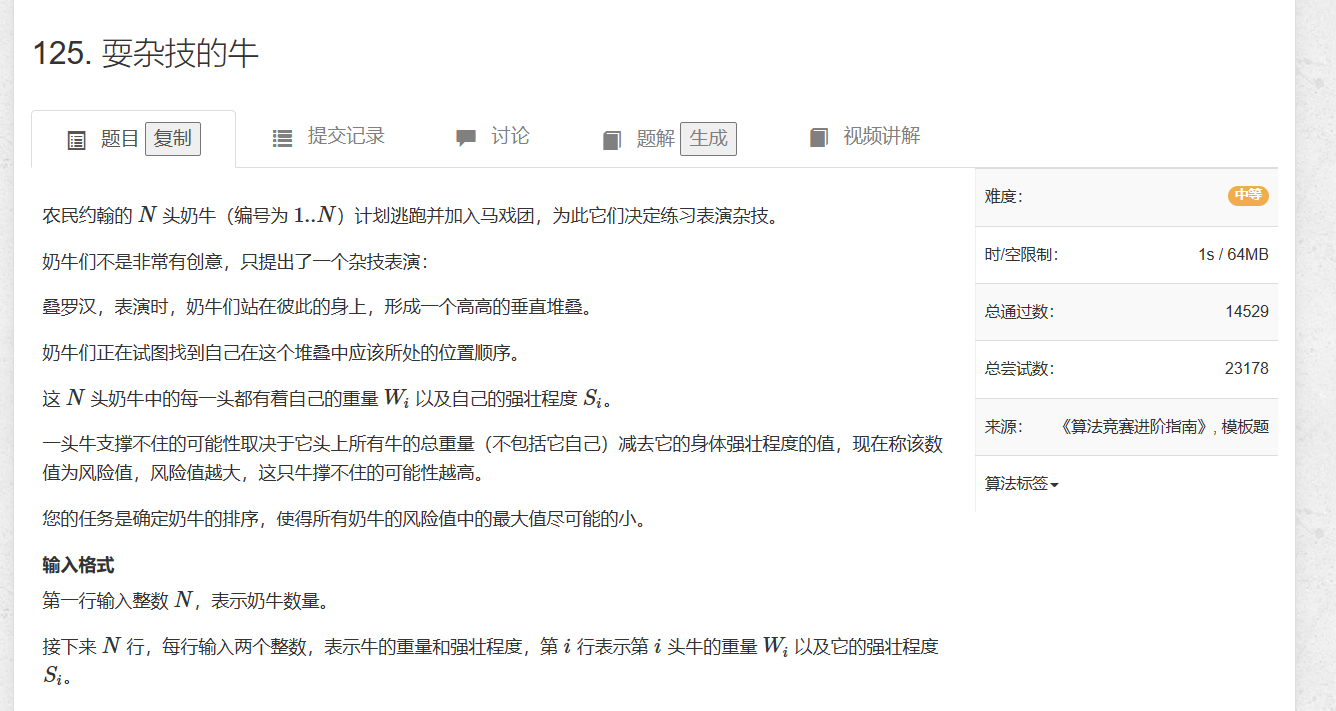 125. 耍杂技的牛
题目 复制 提交记录 讨论 题解 生成 视频讲解
农民约翰的 N 头奶牛（编号为 1..N）计划逃跑并加入马戏团，为此它们决定练习表演杂技。
奶牛们不是非常有创意，只提出了一个杂技表演：
叠罗汉，表演时，奶牛们站在彼此的身上，形成一个高高的垂直堆叠。
奶牛们正在试图找到自己在这个堆叠中应该所处的位置顺序。
这 N 头奶牛中的每一头都有着自己的重量 Wi 以及自己的强壮程度 Si。
一头牛支撑不住的可能性取决于它头上所有牛的总重量（不包括它自己）减去它的身体强壮程度的值，现在称该数
值为风险值，风险值越大，这只牛撑不住的可能性越高。
您的任务是确定奶牛的排序，使得所有奶牛的风险值中的最大值尽可能的小。
输入格式
第一行输入整数 N，表示奶牛数量。
接下来 N 行，每行输入两个整数，表示牛的重量和强壮程度，第 i 行表示第 i 头牛的重量 Wi 以及它的强壮程度
Si。
难度： 中等
时/空限制： 1s / 64MB
总通过数： 14529
总尝试数： 23178
来源： 《算法竞赛进阶指南》, 模板题
算法标签